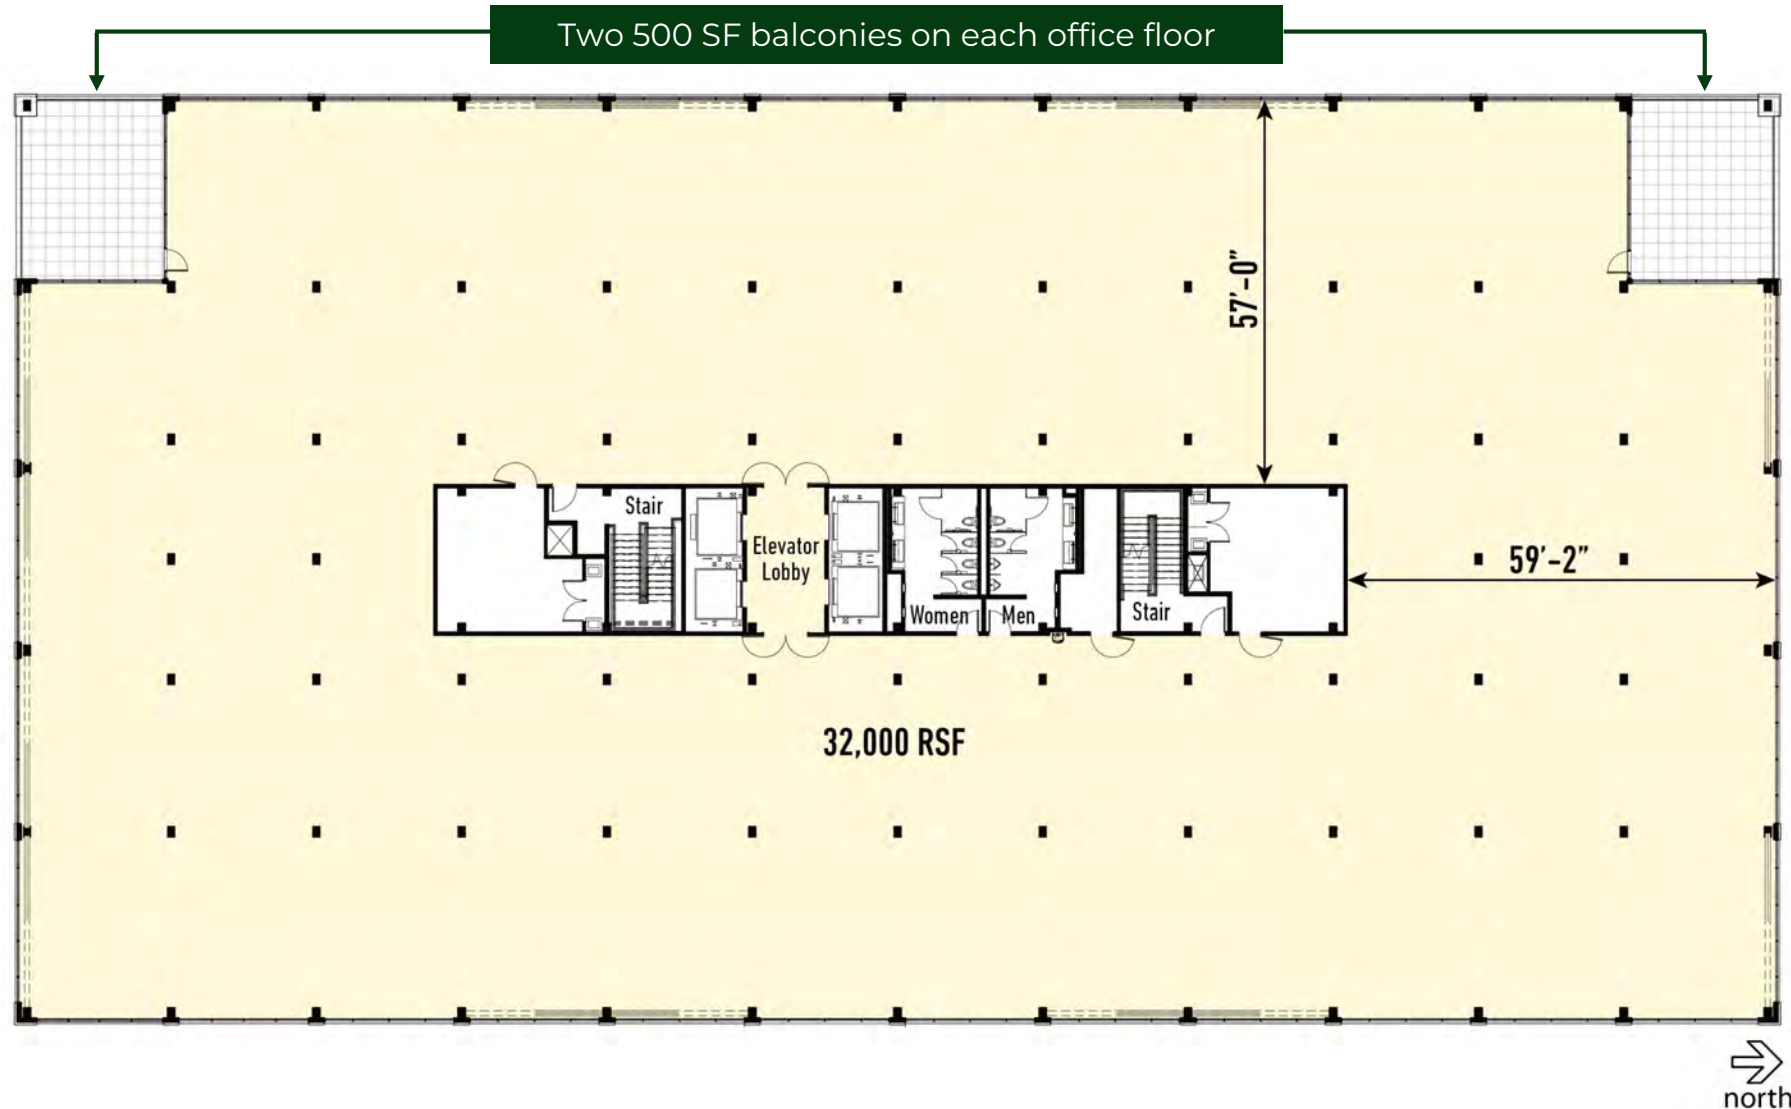 Two 500 SF balconies on each office floor
57'-0"
Stair
Elevator
Lobby
59'-2"
Women
Men
Stair
32,000 RSF
north